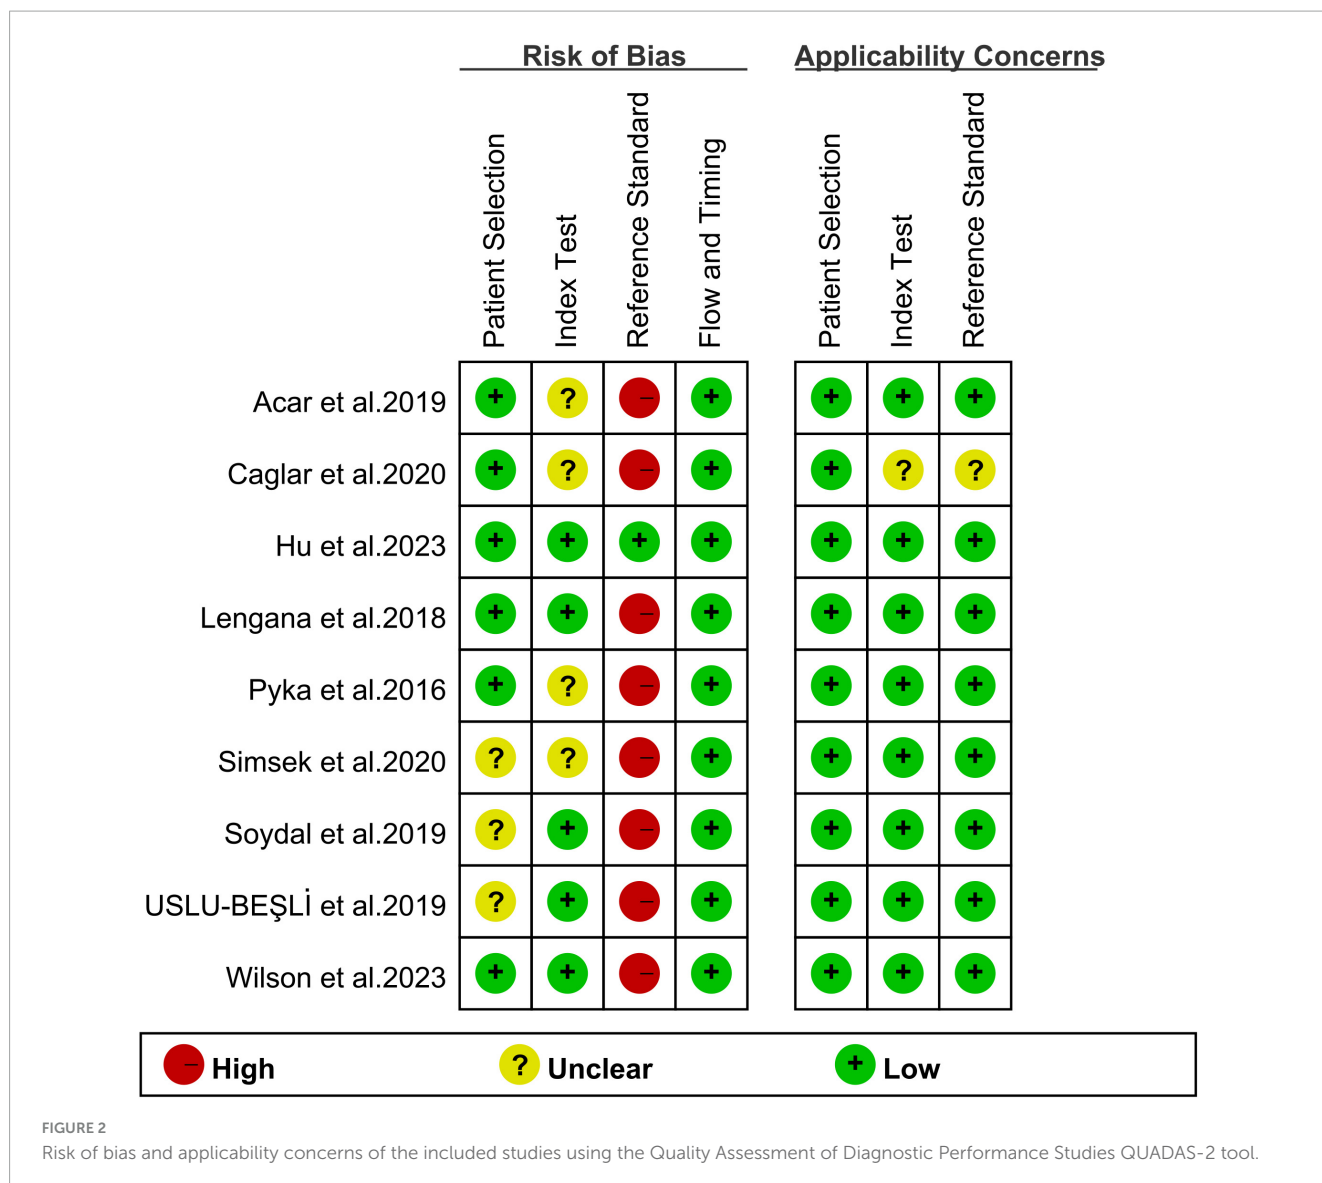 Risk of Bias
Applicability Concerns
Patient Selection
Index Test
Reference Standard
Flow and Timing
Patient Selection
Index Test
Reference Standard
Acar et al.2019 + ? – + + + +
Caglar et al.2020 + ? – + + ? ?
Hu et al.2023 + + + + + + +
Lengana et al.2018 + + – + + + +
Pyka et al.2016 + ? – + + + +
Simsek et al.2020 ? ? – + + + +
Soydal et al.2019 ? + – + + + +
USLU-BEŞLİ et al.2019 ? + – + + + +
Wilson et al.2023 + + – + + + +
– High ? Unclear + Low
FIGURE 2
Risk of bias and applicability concerns of the included studies using the Quality Assessment of Diagnostic Performance Studies QUADAS-2 tool.